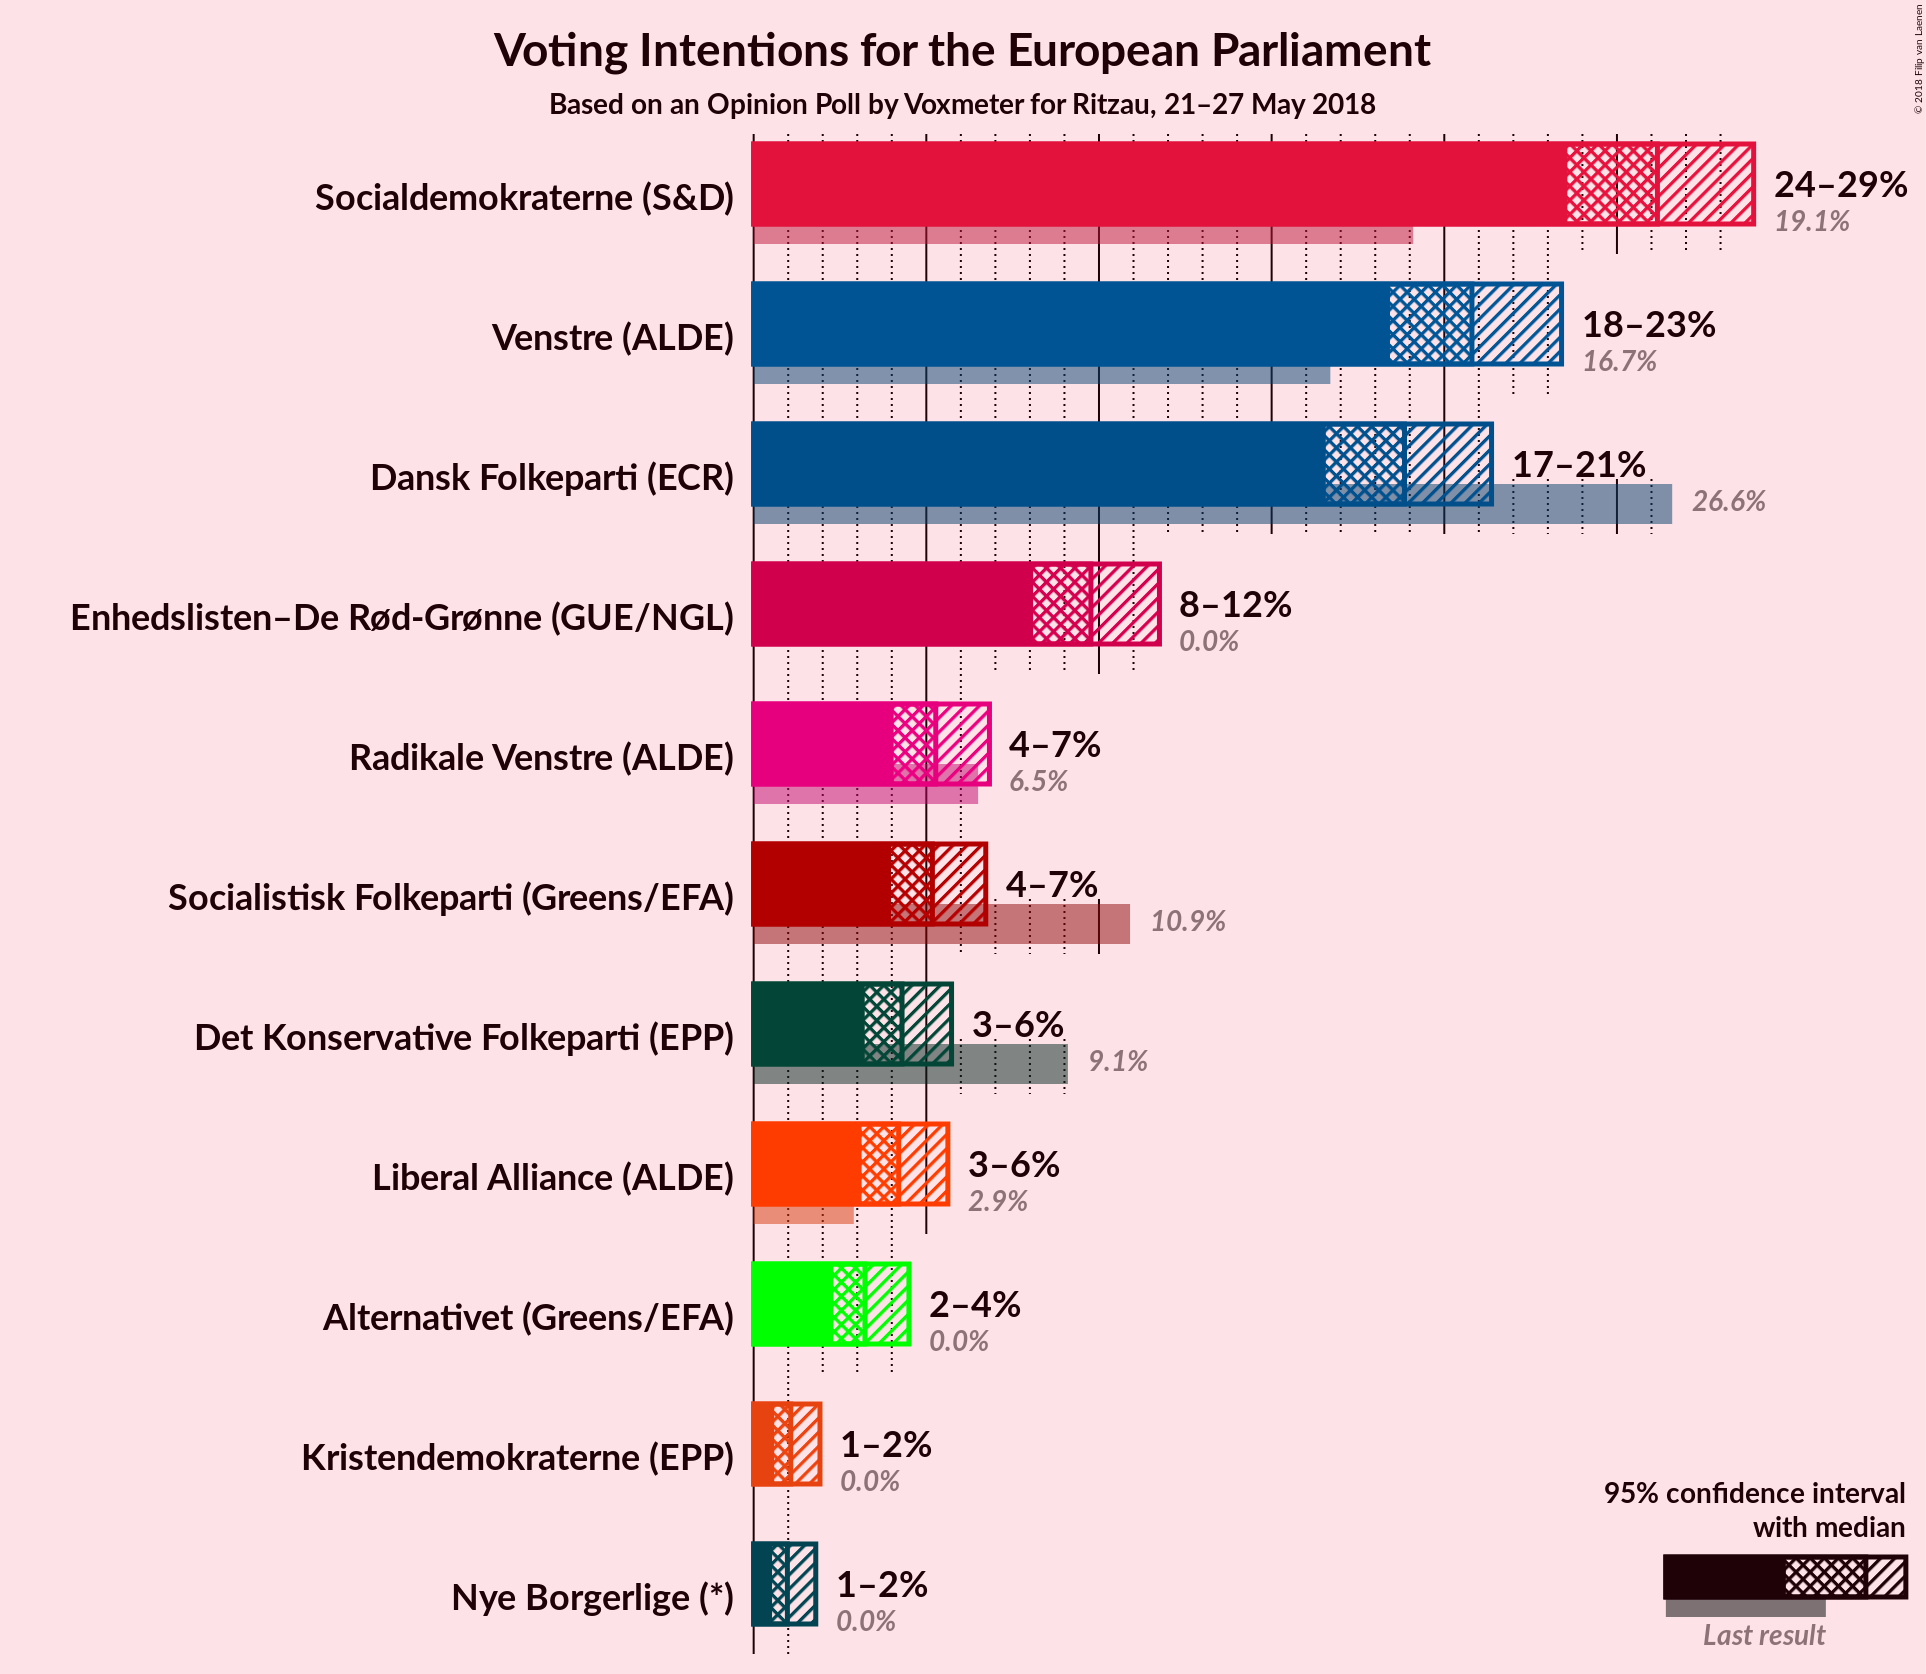 Voting Intentions for the European Parliament
Based on an Opinion Poll by Voxmeter for Ritzau, 21–27 May 2018
© 2018 Filip van Laenen
Socialdemokraterne (S&D)
24–29%
19.1%
Venstre (ALDE)
18–23%
16.7%
Dansk Folkeparti (ECR)
17–21%
26.6%
Enhedslisten–De Rød-Grønne (GUE/NGL)
8–12%
0.0%
Radikale Venstre (ALDE)
4–7%
6.5%
Socialistisk Folkeparti (Greens/EFA)
4–7%
10.9%
Det Konservative Folkeparti (EPP)
3–6%
9.1%
Liberal Alliance (ALDE)
3–6%
2.9%
Alternativet (Greens/EFA)
2–4%
0.0%
Kristendemokraterne (EPP)
1–2%
0.0%
Nye Borgerlige (*)
1–2%
0.0%
95% confidence interval
with median
Last result